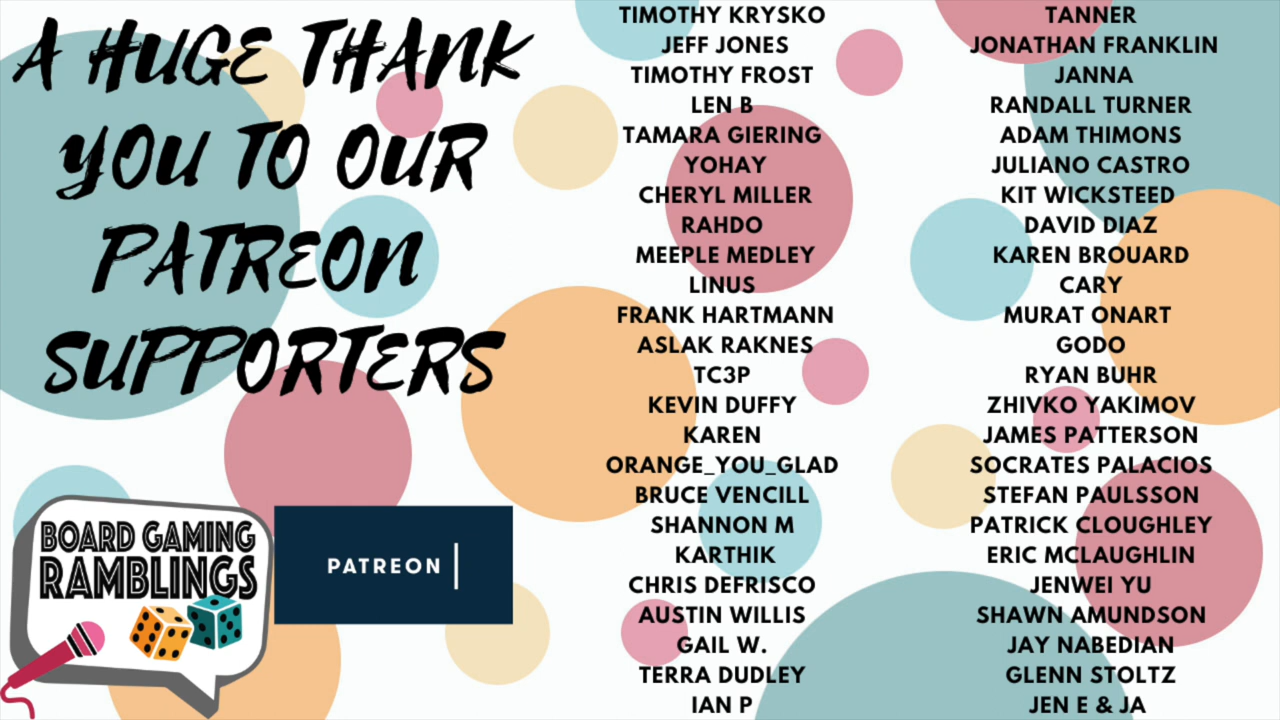 A HUGE THANK
YOU TO OUR
PATREON
SUPPORTERS
BOARD GAMING
RAMBLINGS
PATREON
TIMOTHY KRYSKO
JEFF JONES
TIMOTHY FROST
LEN B
TAMARA GIERING
YOHAY
CHERYL MILLER
RAHDO
MEEPLE MEDLEY
LINUS
FRANK HARTMANN
ASLAK RAKNES
TC3P
KEVIN DUFFY
KAREN
ORANGE_YOU_GLAD
BRUCE VENCILL
SHANNON M
KARTHIK
CHRIS DEFRISCO
AUSTIN WILLIS
GAIL W.
TERRA DUDLEY
IAN P
TANNER
JONATHAN FRANKLIN
JANNA
RANDALL TURNER
ADAM THIMONS
JULIANO CASTRO
KIT WICKSTEED
DAVID DIAZ
KAREN BROUARD
CARY
MURAT ONART
GODO
RYAN BUHR
ZHIVKO YAKIMOV
JAMES PATTERSON
SOCRATES PALACIOS
STEFAN PAULSSON
PATRICK CLOUGHLEY
ERIC MCLAUGHLIN
JENWEI YU
SHAWN AMUNDSON
JAY NABEDIAN
GLENN STOLTZ
JEN E & JA